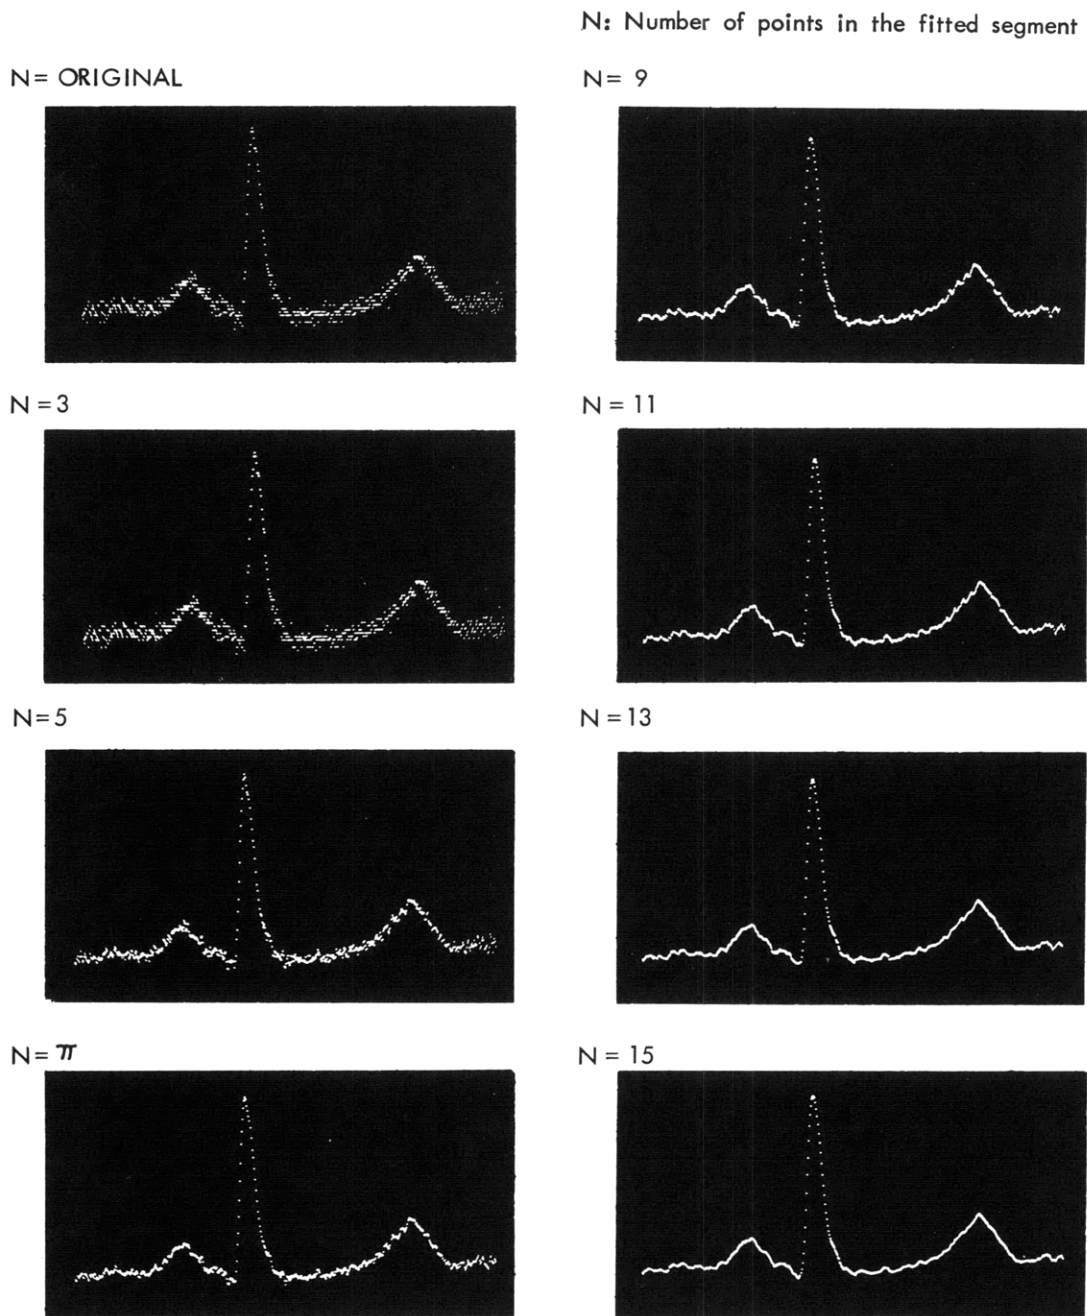 N: Number of points in the fitted segment
N= ORIGINAL
N= 9
N=3
N= 11
N=5
N=13
N=π
N= 15